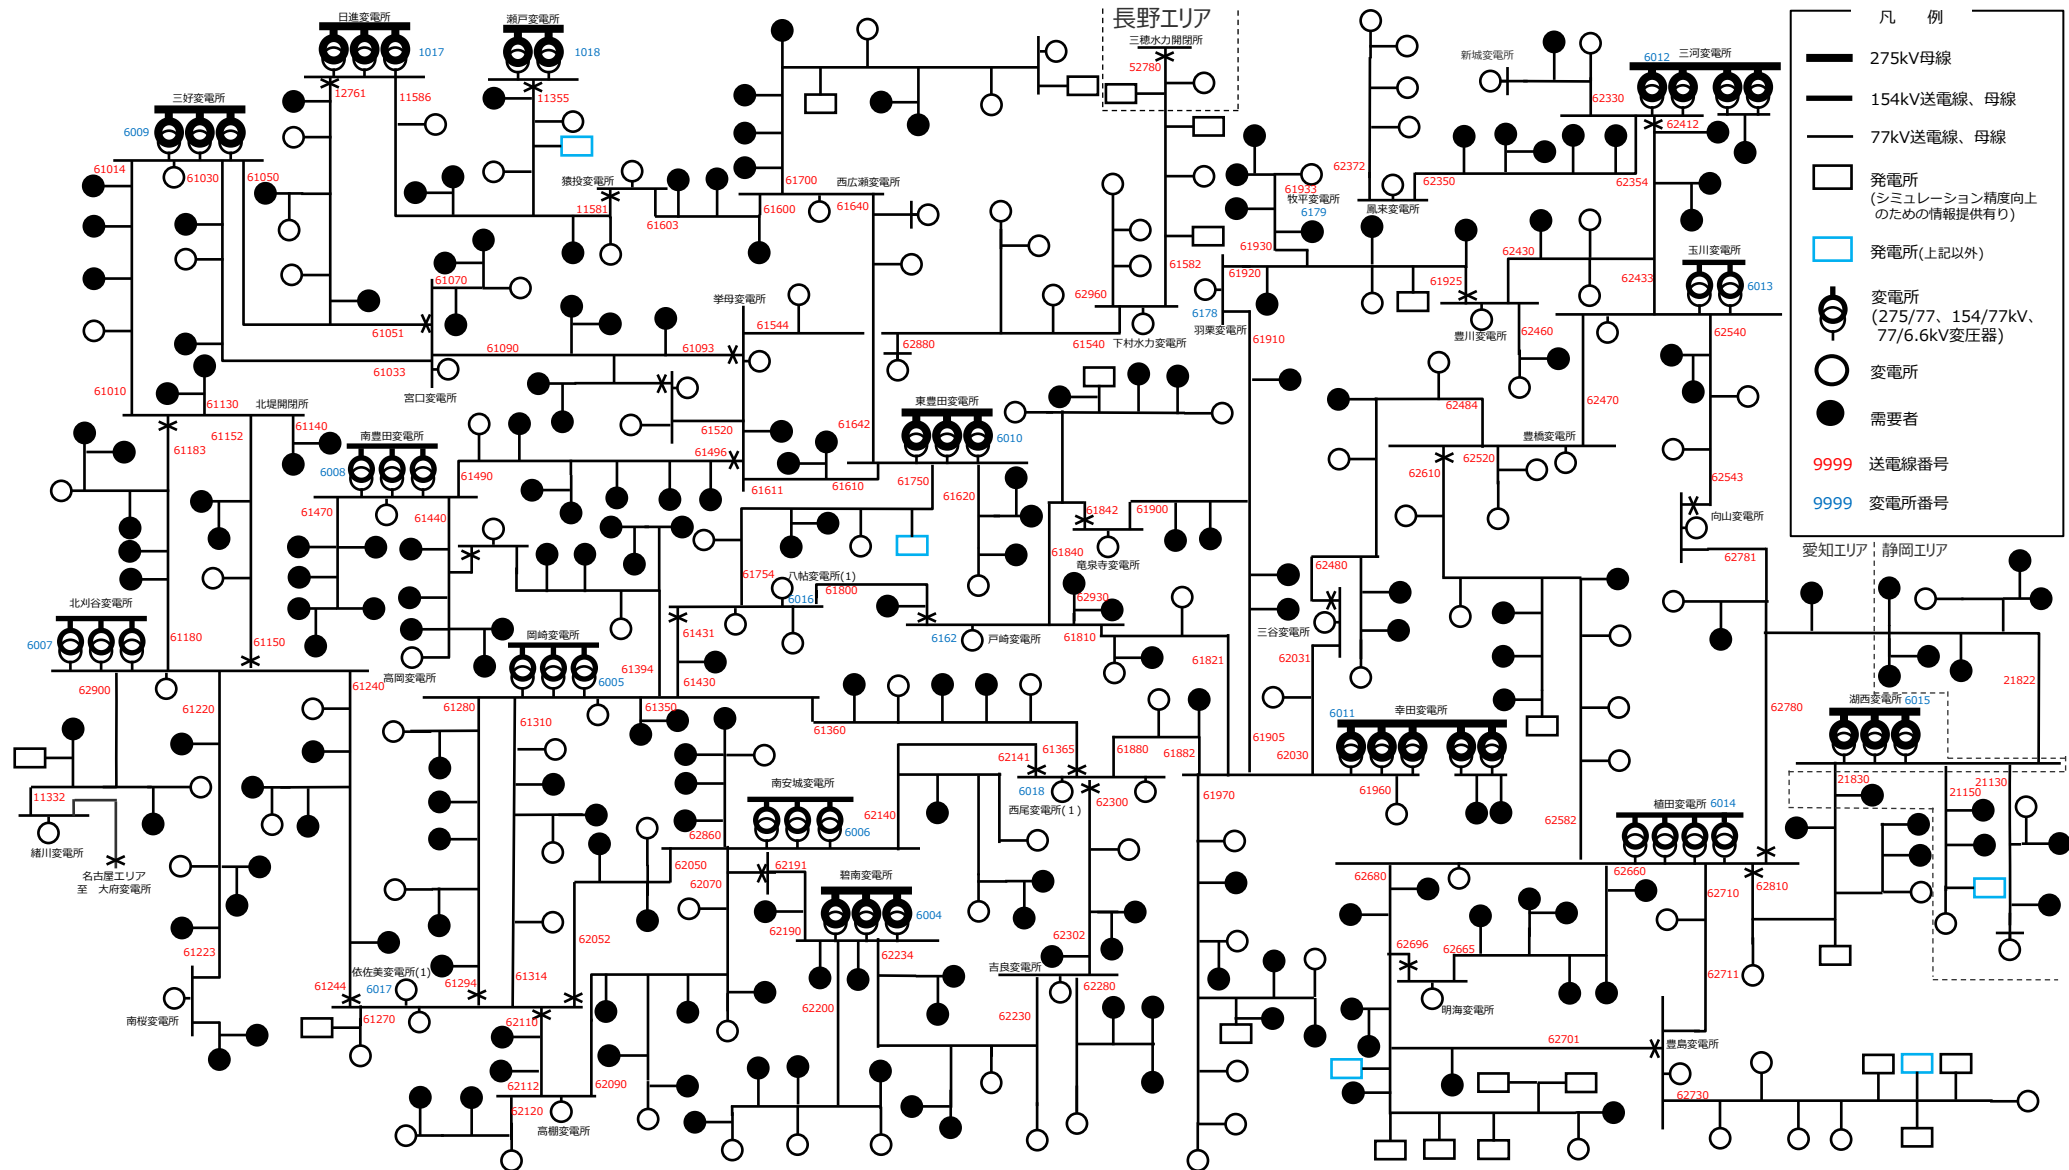 日進変電所
瀬戸変電所
長野エリア
三穂水力開閉所
新城変電所
三河変電所
6012
凡 例
1017
1018
52780
275kV母線
12761
11586
11355
62330
154kV送電線、母線
三好変電所
6009
62412
77kV送電線、母線
61014
61030
61050
猿投変電所
11581
61603
61700
西広瀬変電所
61600
61640
61933
牧平変電所
6179
61930
62372
鳳来変電所
62350
62354
発電所
(シミュレーション精度向上
のための情報提供有り)
発電所(上記以外)
61070
61582
61920
61925
62430
62433
玉川変電所
6013
変電所
(275/77、154/77kV、
77/6.6kV変圧器)
61051
挙母変電所
61544
62960
6178
羽栗変電所
61090
61093
61033
宮口変電所
62880
61540
下村水力変電所
61910
豊川変電所
62460
62540
変電所
61010
61130
北堤開閉所
61520
61642
東豊田変電所
6010
62484
62470
需要者
61183
61152
61140
南豊田変電所
6008
61490
61496
61611
61610
61750
61620
62610
62520
豊橋変電所
62543
9999 送電線番号
9999 変電所番号
61470
61440
61842
61900
61840
竜泉寺変電所
向山変電所
愛知エリア
静岡エリア
62781
61754
八帖変電所(1)
6016
61800
62930
62480
北刈谷変電所
6007
61180
61150
岡崎変電所
6005
61394
61431
61430
6162
戸崎変電所
61810
61821
三谷変電所
62031
62900
61220
61240
高岡変電所
61280
61310
61350
61360
62141
61365
61880
61882
61905
62030
6011
幸田変電所
62780
湖西変電所
6015
21822
11332
緒川変電所
名古屋エリア
至 大府変電所
南安城変電所
6006
62140
62860
6018
西尾変電所(1)
62300
61970
61960
62582
植田変電所
6014
21830
21150
21130
62050
62070
62191
碧南変電所
6004
62190
62234
62680
62660
62710
62810
61223
南桜変電所
61244
依佐美変電所(1)
6017
61270
61294
61314
62052
62302
吉良変電所
62280
62200
62230
62696
62665
明海変電所
62711
62110
62112
62090
62120
高棚変電所
62701
豊島変電所
62730